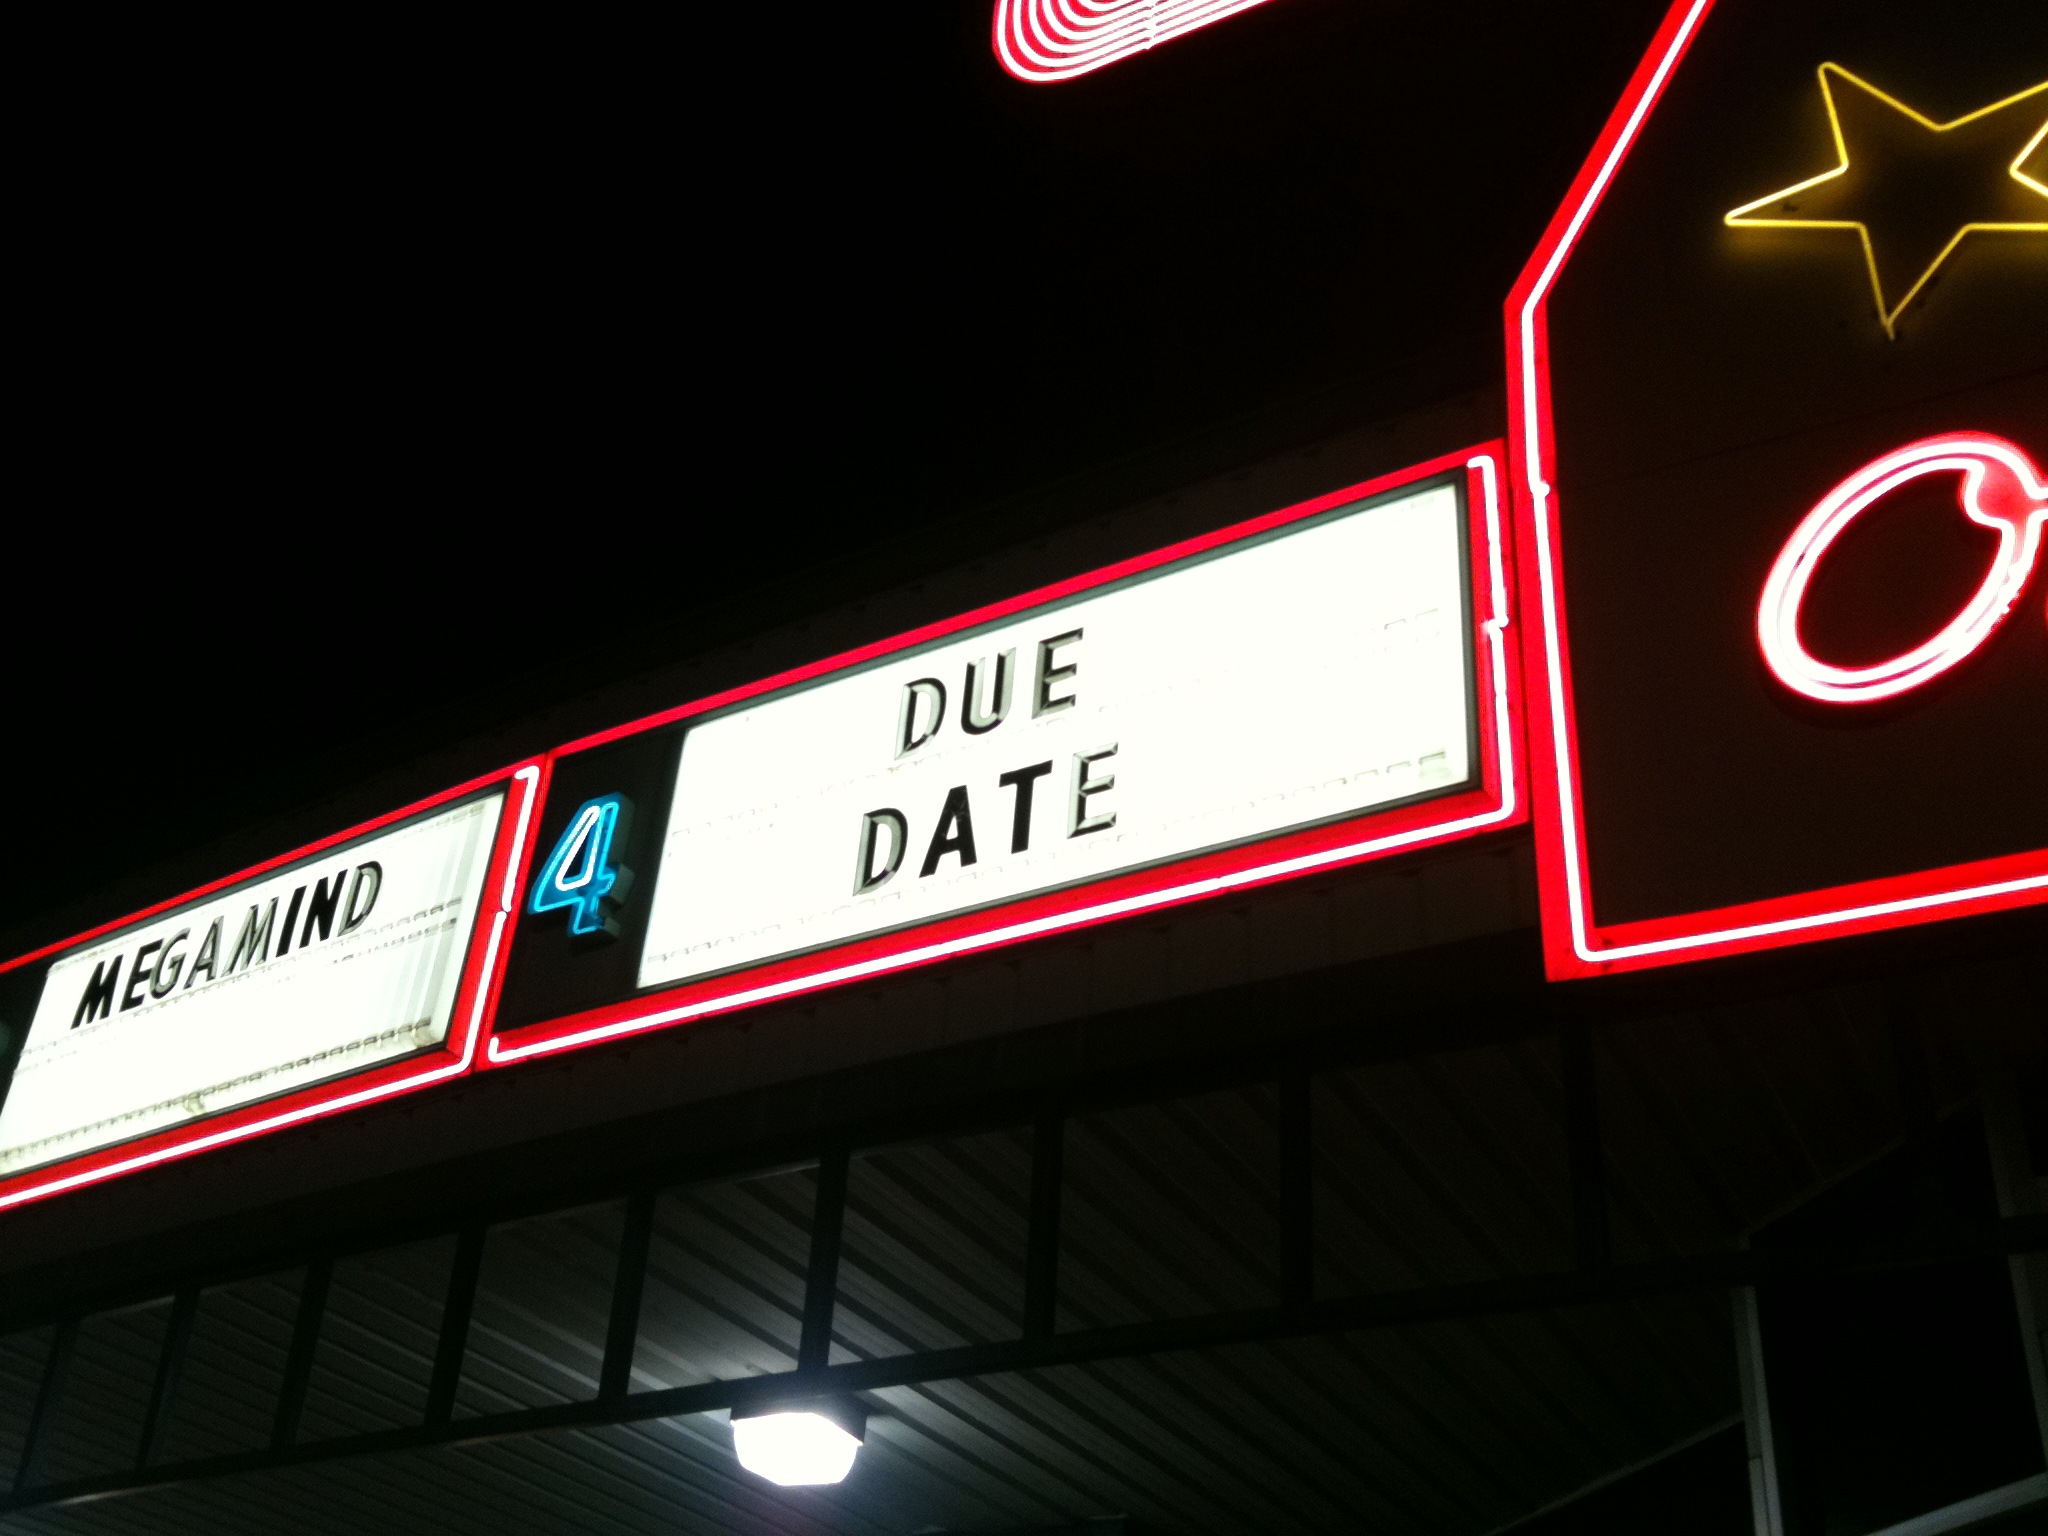 MEGAMIND
4
DUE
DATE